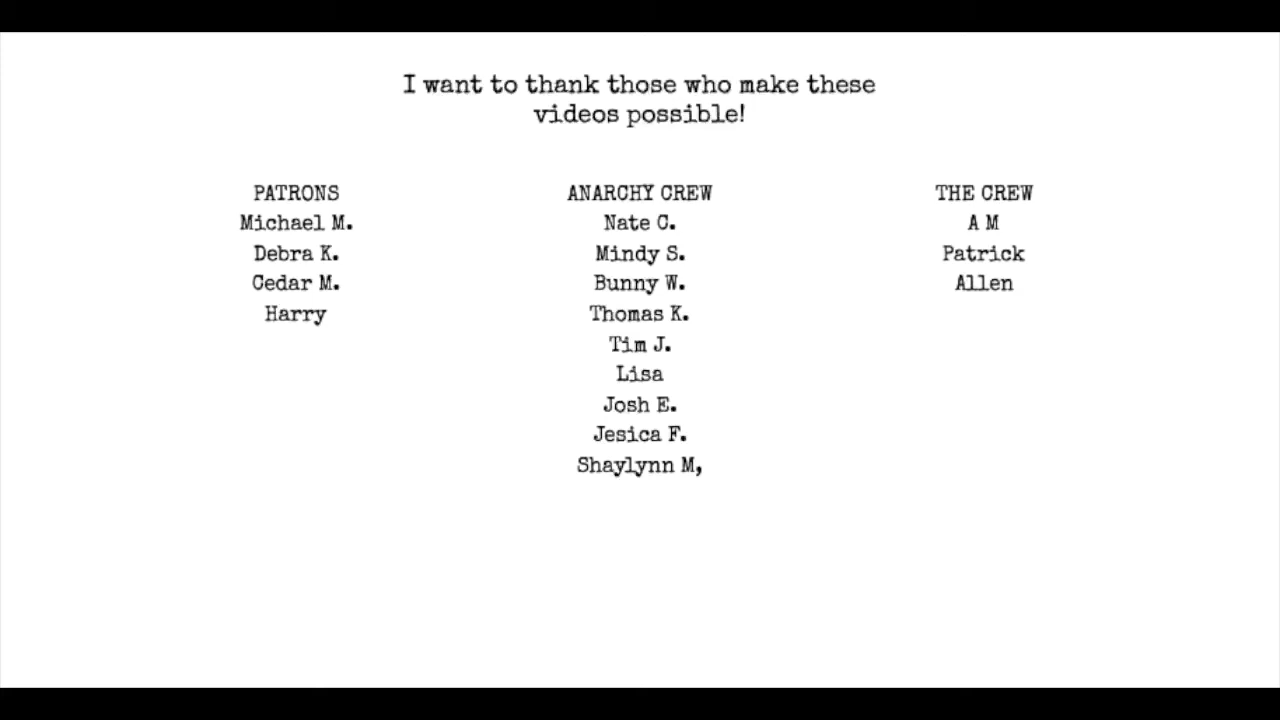 I want to thank those who make these
videos possible!
PATRONS
Michael M.
Debra K.
Cedar M.
Harry
ANARCHY CREW
Nate C.
Mindy S.
Bunny W.
Thomas K.
Tim J.
Lisa
Josh E.
Jesica F.
Shaylynn M,
THE CREW
A M
Patrick
Allen